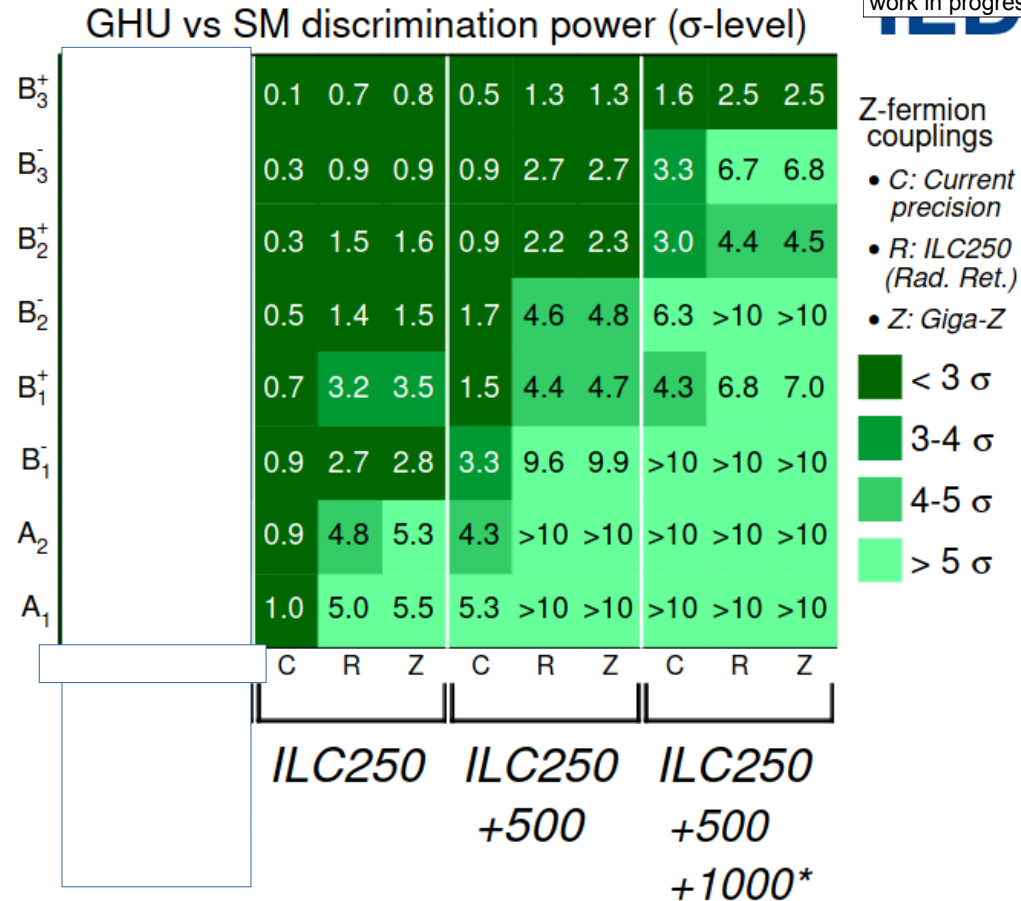 work in progres
GHU vs SM discrimination power (σ-level)
B3+ 0.1 0.7 0.8 0.5 1.3 1.3 1.6 2.5 2.5
B3- 0.3 0.9 0.9 0.9 2.7 2.7 3.3 6.7 6.8
B2+ 0.3 1.5 1.6 0.9 2.2 2.3 3.0 4.4 4.5
B2- 0.5 1.4 1.5 1.7 4.6 4.8 6.3 >10 >10
B1+ 0.7 3.2 3.5 1.5 4.4 4.7 4.3 6.8 7.0
B1- 0.9 2.7 2.8 3.3 9.6 9.9 >10 >10 >10
A2 0.9 4.8 5.3 4.3 >10 >10 >10 >10 >10
A1 1.0 5.0 5.5 5.3 >10 >10 >10 >10 >10
C R Z C R Z C R Z
ILC250 ILC250 ILC250
+500 +500
+1000*
Z-fermion
couplings
• C: Current
precision
• R: ILC250
(Rad. Ret.)
• Z: Giga-Z
< 3 σ
3-4 σ
4-5 σ
> 5 σ